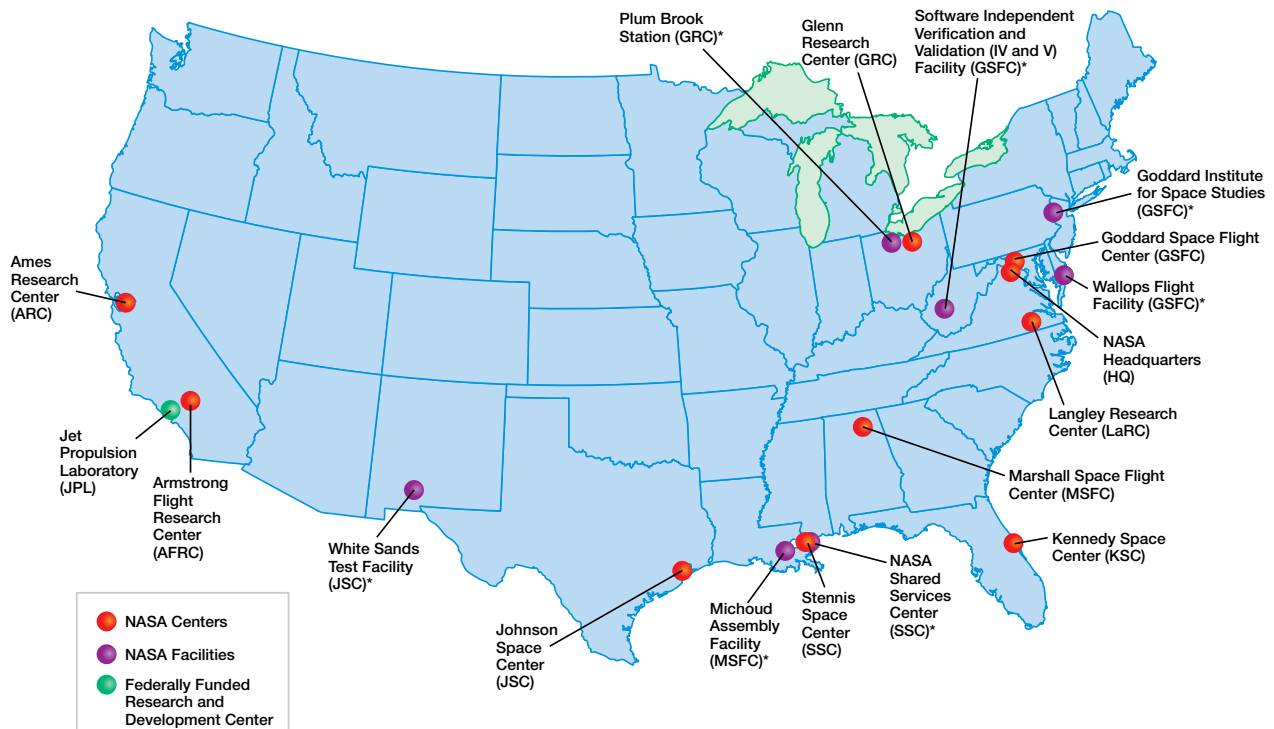 Plum Brook
Station (GRC)*
Glenn
Research
Center (GRC)
Software Independent
Verification and
Validation (IV and V)
Facility (GSFC)*
Goddard Institute
for Space Studies
(GSFC)*
Goddard Space Flight
Center (GSFC)
Wallops Flight
Facility (GSFC)*
NASA
Headquarters
(HQ)
Langley Research
Center (LaRC)
Marshall Space Flight
Center (MSFC)
Kennedy Space
Center (KSC)
NASA
Shared
Services
Center
(SSC)*
Stennis
Space
Center
(SSC)
Michoud
Assembly
Facility
(MSFC)*
Johnson
Space
Center
(JSC)
White Sands
Test Facility
(JSC)*
Armstrong
Flight
Research
Center
(AFRC)
Jet
Propulsion
Laboratory
(JPL)
Ames
Research
Center
(ARC)
NASA Centers
NASA Facilities
Federally Funded
Research and
Development Center